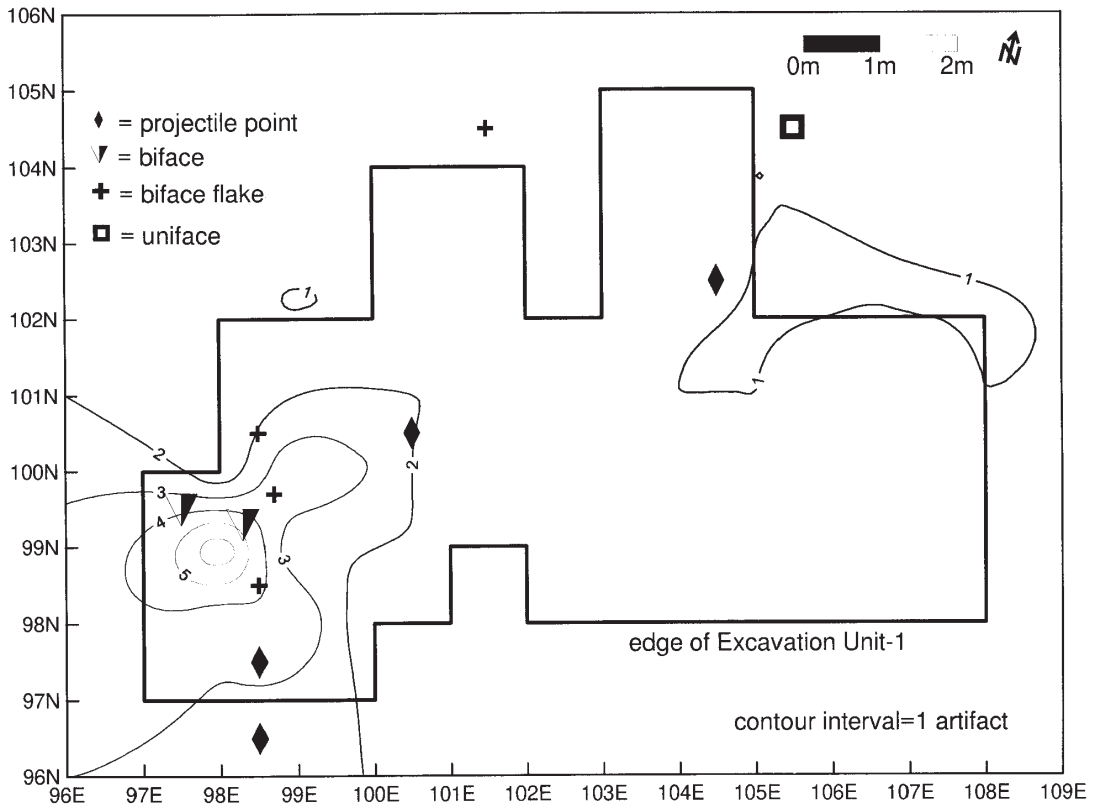 106N
105N
104N
103N
102N
101N
100N
99N
98N
97N
96N
0m 1m 2m
N
= projectile point
= biface
= biface flake
= uniface
1
1
1
2
2
3
3
4
5
edge of Excavation Unit-1
contour interval=1 artifact
96E 97E 98E 99E 100E 101E 102E 103E 104E 105E 106E 107E 108E 109E